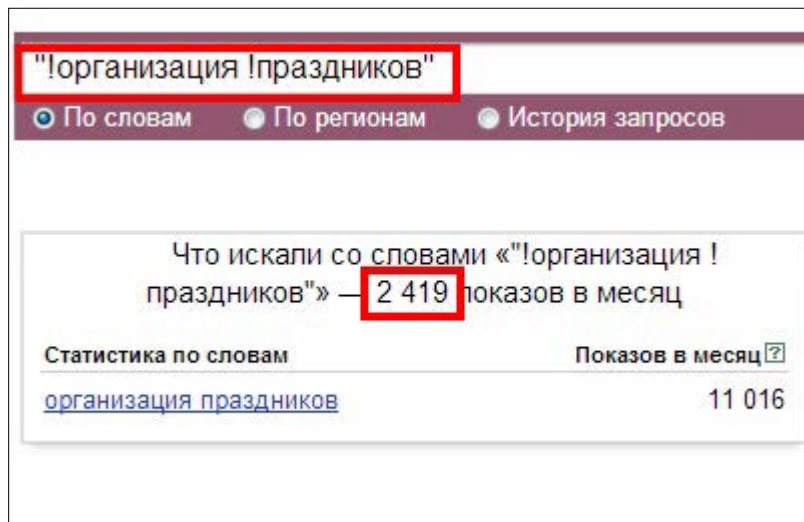 "!организация !праздников"
По словам По регионам История запросов
Что искали со словами «"!организация !
праздников"» — 2 419 показов в месяц
Статистика по словам Показов в месяц ?
организация праздников 11 016